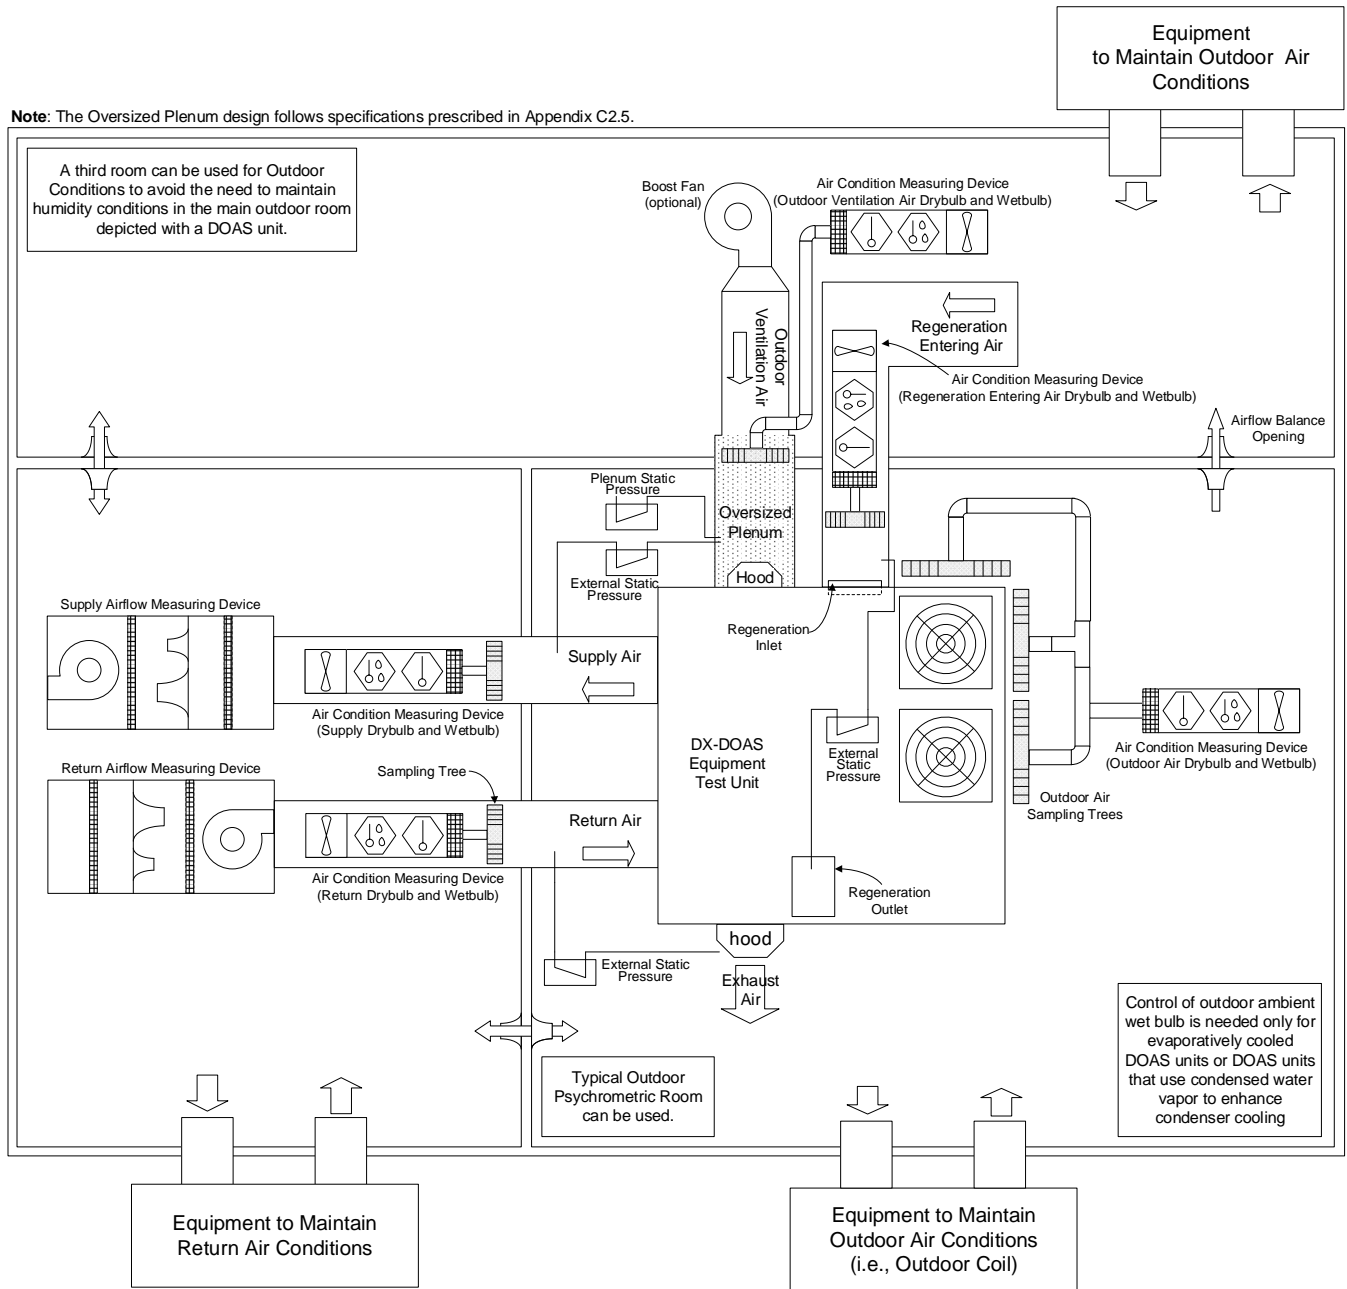 Equipment
to Maintain Outdoor Air
Conditions
Note: The Oversized Plenum design follows specifications prescribed in Appendix C2.5.
A third room can be used for Outdoor
Conditions to avoid the need to maintain
humidity conditions in the main outdoor room
depicted with a DOAS unit.
Boost Fan
(optional)
Air Condition Measuring Device
(Outdoor Ventilation Air Drybulb and Wetbulb)
Outdoor
Ventilation Air
Regeneration
Entering Air
Air Condition Measuring Device
(Regeneration Entering Air Drybulb and Wetbulb)
Airflow Balance
Opening
Plenum Static
Pressure
Oversized
Plenum
External Static
Pressure
Hood
Supply Airflow Measuring Device
Regeneration
Inlet
Supply Air
Air Condition Measuring Device
(Supply Drybulb and Wetbulb)
DX-DOAS
Equipment
Test Unit
External
Static
Pressure
Air Condition Measuring Device
(Outdoor Air Drybulb and Wetbulb)
Return Airflow Measuring Device
Sampling Tree
Outdoor Air
Sampling Trees
Return Air
Air Condition Measuring Device
(Return Drybulb and Wetbulb)
Regeneration
Outlet
hood
External Static
Pressure
Exhaust
Air
Control of outdoor ambient
wet bulb is needed only for
evaporatively cooled
DOAS units or DOAS units
that use condensed water
vapor to enhance
condenser cooling
Typical Outdoor
Psychrometric Room
can be used.
Equipment to Maintain
Return Air Conditions
Equipment to Maintain
Outdoor Air Conditions
(i.e., Outdoor Coil)